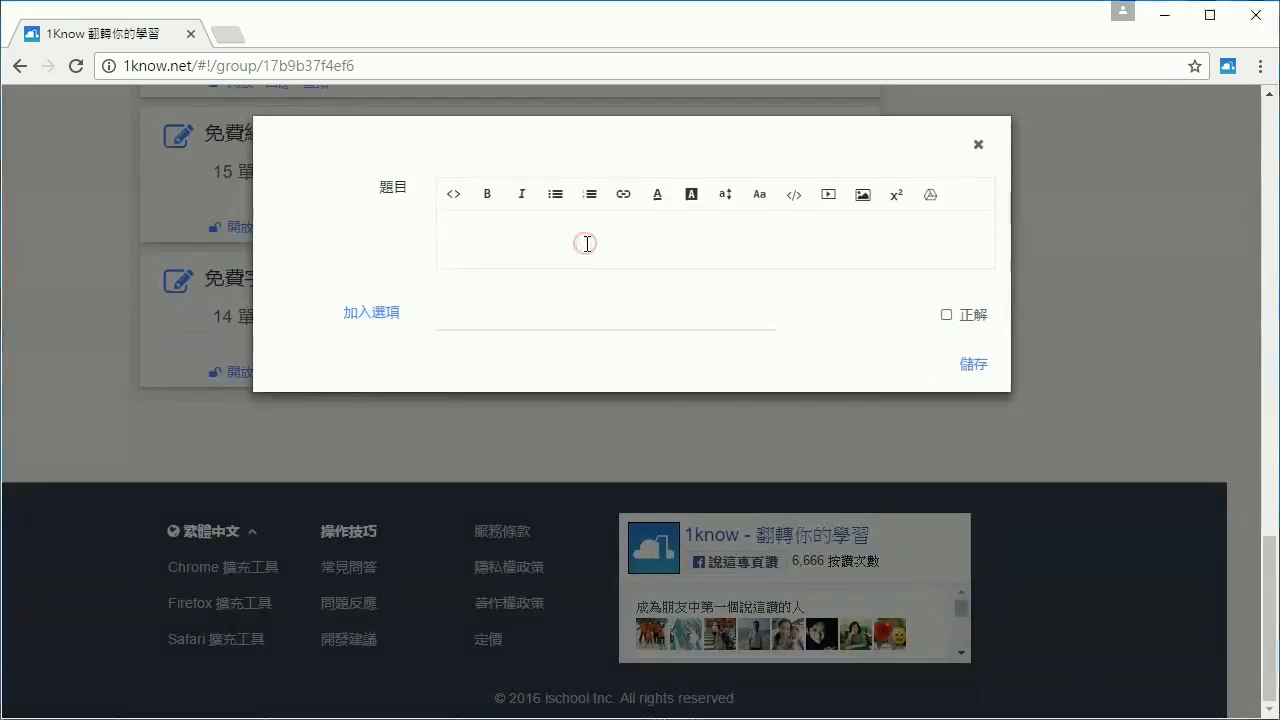 1Know 翻轉你的學習
1know.net/#!/group/17b9b37f4ef6
免費
15 單
開放
免費字
14 單
開放
題目
B I A A a Aa </> x²
加入選項
正解
儲存
繁體中文
Chrome 擴充工具
Firefox 擴充工具
Safari 擴充工具
操作技巧
常見問答
問題反應
開發建議
服務條款
隱私權政策
著作權政策
定價
1know - 翻轉你的學習
說這專頁讚 6,666 按讚次數
成為朋友中第一個說這讚的人
© 2016 ischool Inc. All rights reserved